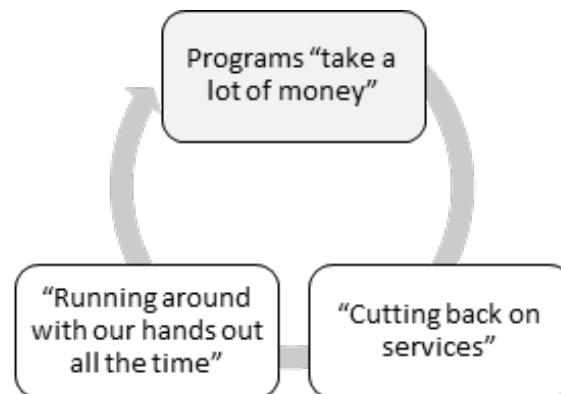 Programs “take a
lot of money”
“Running around
with our hands out
all the time”
“Cutting back on
services”